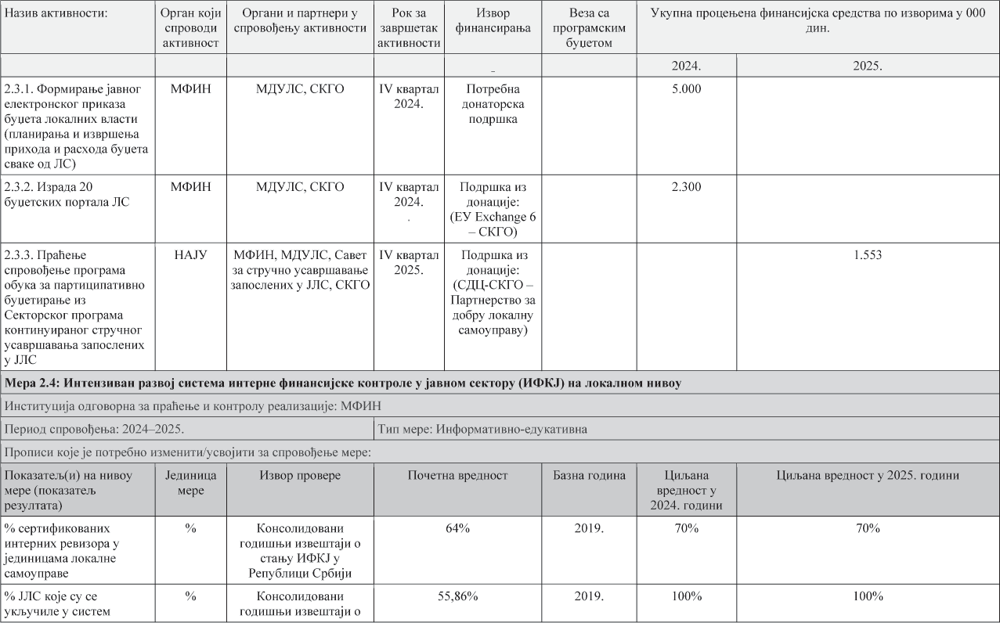 Назив активности:
Орган који
спроводи
активност
Органи и партнери у
спровођењу активности
Рок за
завршетак
активности
Извор
финансирања
Веза са
програмским
буџетом
Укупна процењена финансијска средства по изворима у 000
дин.
_
2024.
2025.
2.3.1. Формирање јавног
електронског приказа
буџета локалних власти
(планирања и извршења
прихода и расхода буџета
сваке од ЛС)
МФИН
МДУЛС, СКГО
IV квартал
2024.
Потребна
донаторска
подршка
5.000
2.3.2. Израда 20
буџетских портала ЛС
МФИН
МДУЛС, СКГО
IV квартал
2024.
.
Подршка из
донације:
(ЕУ Exchange 6
– СКГО)
2.300
2.3.3. Праћење
спровођење програма
обука за партиципативно
буџетирање из
Секторског програма
континуираног стручног
усавршавања запослених
у ЈЛС
НАЈУ
МФИН, МДУЛС, Савет
за стручно усавршавање
запослених у ЈЛС, СКГО
IV квартал
2025.
Подршка из
донације:
(СДЦ-СКГО –
Партнерство за
добру локалну
самоуправу)
1.553
Мера 2.4: Интензиван развој система интерне финансијске контроле у јавном сектору (ИФКЈ) на локалном нивоу
Институција одговорна за праћење и контролу реализације: МФИН
Период спровођења: 2024–2025.
Тип мере: Информативно-едукативна
Прописи које је потребно изменити/усвојити за спровођење мере:
Показатељ(и) на нивоу
мере (показатељ
резултата)
Јединица
мере
Извор провере
Почетна вредност
Базна година
Циљана
вредност у
2024. години
Циљана вредност у 2025. години
% сертификованих
интерних ревизора у
јединицама локалне
самоуправе
%
Консолидовани
годишњи извештаји о
стању ИФКЈ у
Републици Србији
64%
2019.
70%
70%
% ЈЛС које су се
укључиле у систем
%
Консолидовани
годишњи извештаји о
55,86%
2019.
100%
100%